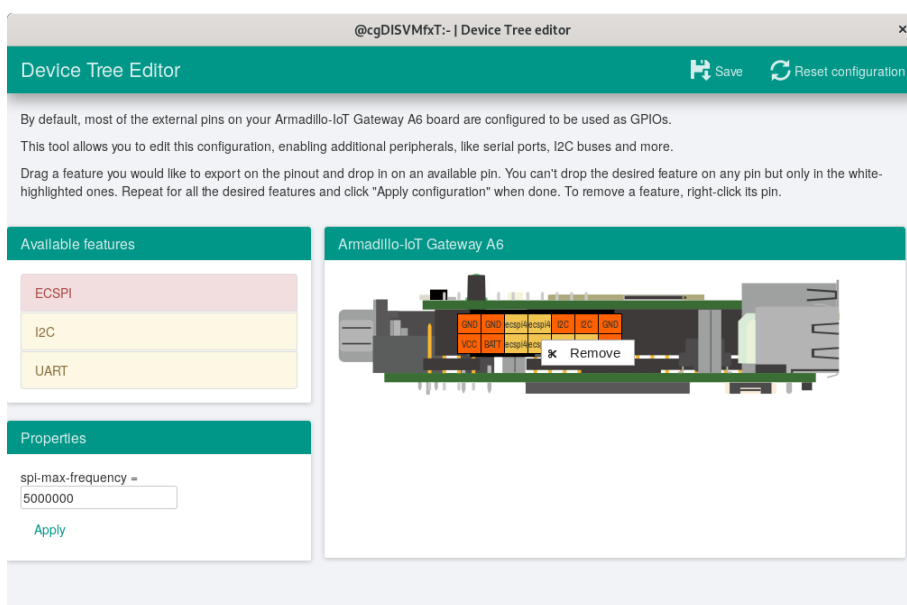 @cgDISVMfxT:~ | Device Tree editor
×
Device Tree Editor
Save
Reset configuration
By default, most of the external pins on your Armadillo-IoT Gateway A6 board are configured to be used as GPIOs.
This tool allows you to edit this configuration, enabling additional peripherals, like serial ports, I2C buses and more.
Drag a feature you would like to export on the pinout and drop in on an available pin. You can't drop the desired feature on any pin but only in the white-
highlighted ones. Repeat for all the desired features and click "Apply configuration" when done. To remove a feature, right-click its pin.
Available features
ECSPI
I2C
UART
Properties
spi-max-frequency =
5000000
Apply
Armadillo-IoT Gateway A6
GND GND ecspi4 ecspi4 I2C I2C GND
VCC BATT ecspi4
Remove